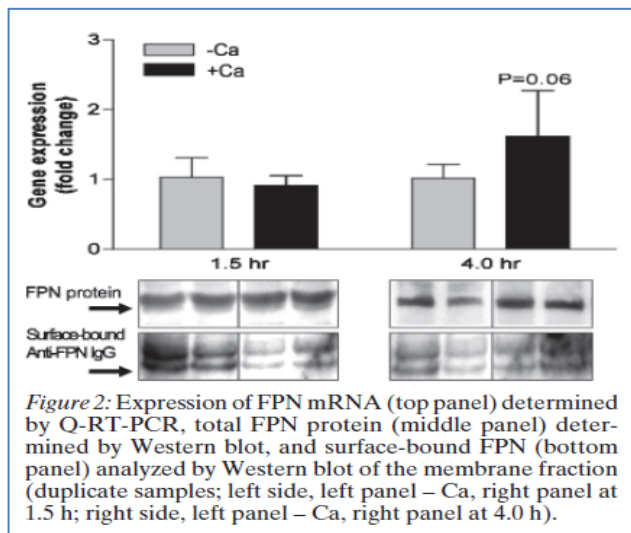 3
-Ca
+Ca
P=0.06
2
1
0
Gene expression
(fold change)
1.5 hr
4.0 hr
FPN protein
Surface-bound
Anti-FPN IgG
Figure 2: Expression of FPN mRNA (top panel) determined
by Q-RT-PCR, total FPN protein (middle panel) deter-
mined by Western blot, and surface-bound FPN (bottom
panel) analyzed by Western blot of the membrane fraction
(duplicate samples; left side, left panel – Ca, right panel at
1.5 h; right side, left panel – Ca, right panel at 4.0 h).